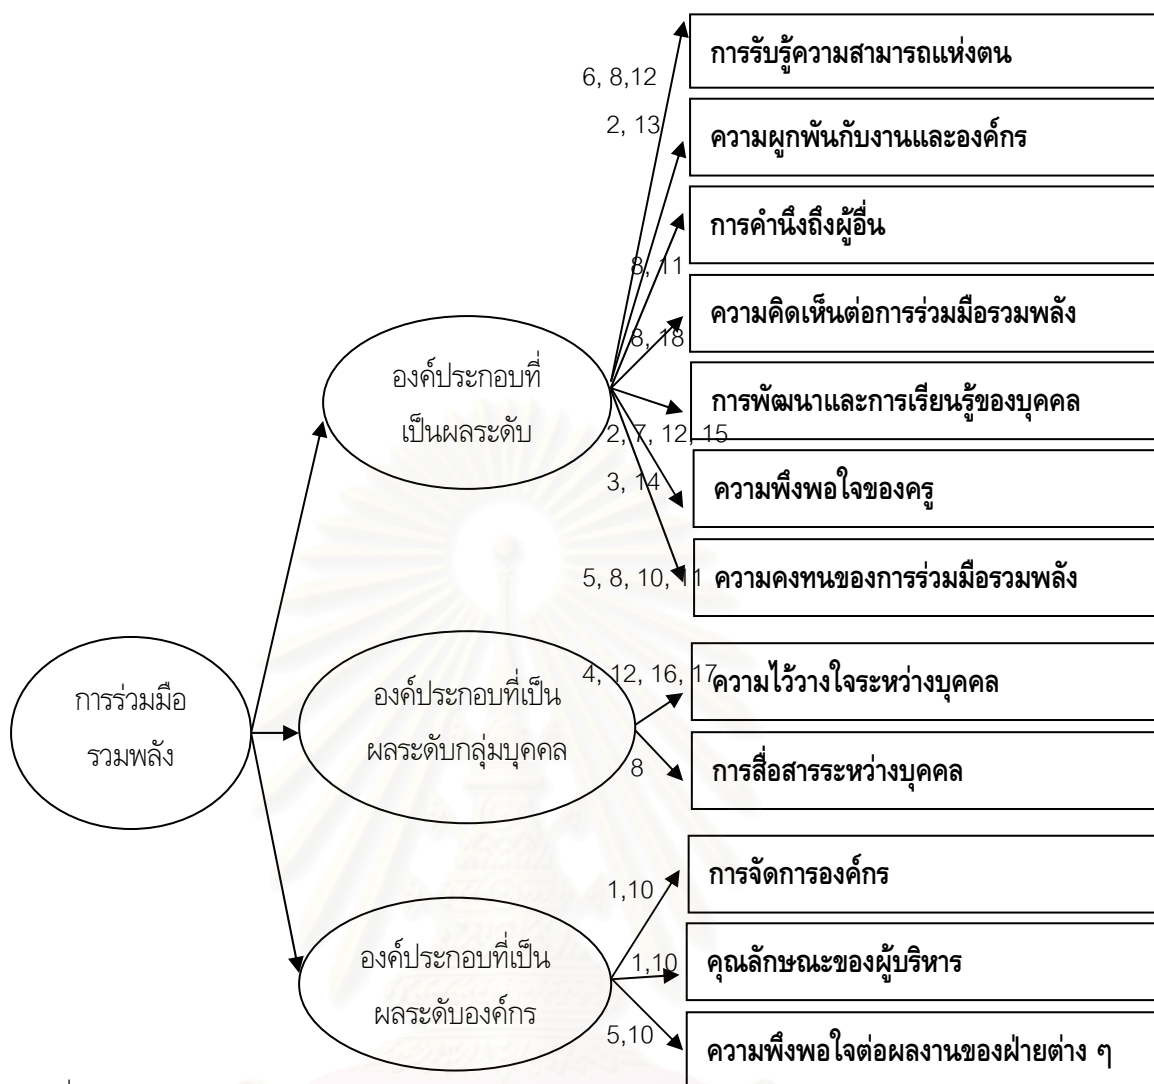 การรับรู้ความสามารถแห่งตน
6, 8,12
2, 13
ความผูกพันกับงานและองค์กร
การคำนึงถึงผู้อื่น
8, 11
ความคิดเห็นต่อการร่วมมือรวมพลัง
8, 18
องค์ประกอบที่
เป็นผลระดับ
การพัฒนาและการเรียนรู้ของบุคคล
2, 7, 12, 15
3, 14
ความพึงพอใจของครู
5, 8, 10, 11
ความคงทนของการร่วมมือรวมพลัง
การร่วมมือ
รวมพลัง
องค์ประกอบที่เป็น
ผลระดับกลุ่มบุคคล
4, 12, 16, 17
ความไว้วางใจระหว่างบุคคล
8
การสื่อสารระหว่างบุคคล
องค์ประกอบที่เป็น
ผลระดับองค์กร
1,10
การจัดการองค์กร
1,10
คุณลักษณะของผู้บริหาร
5,10
ความพึงพอใจต่อผลงานของฝ่ายต่าง ๆ